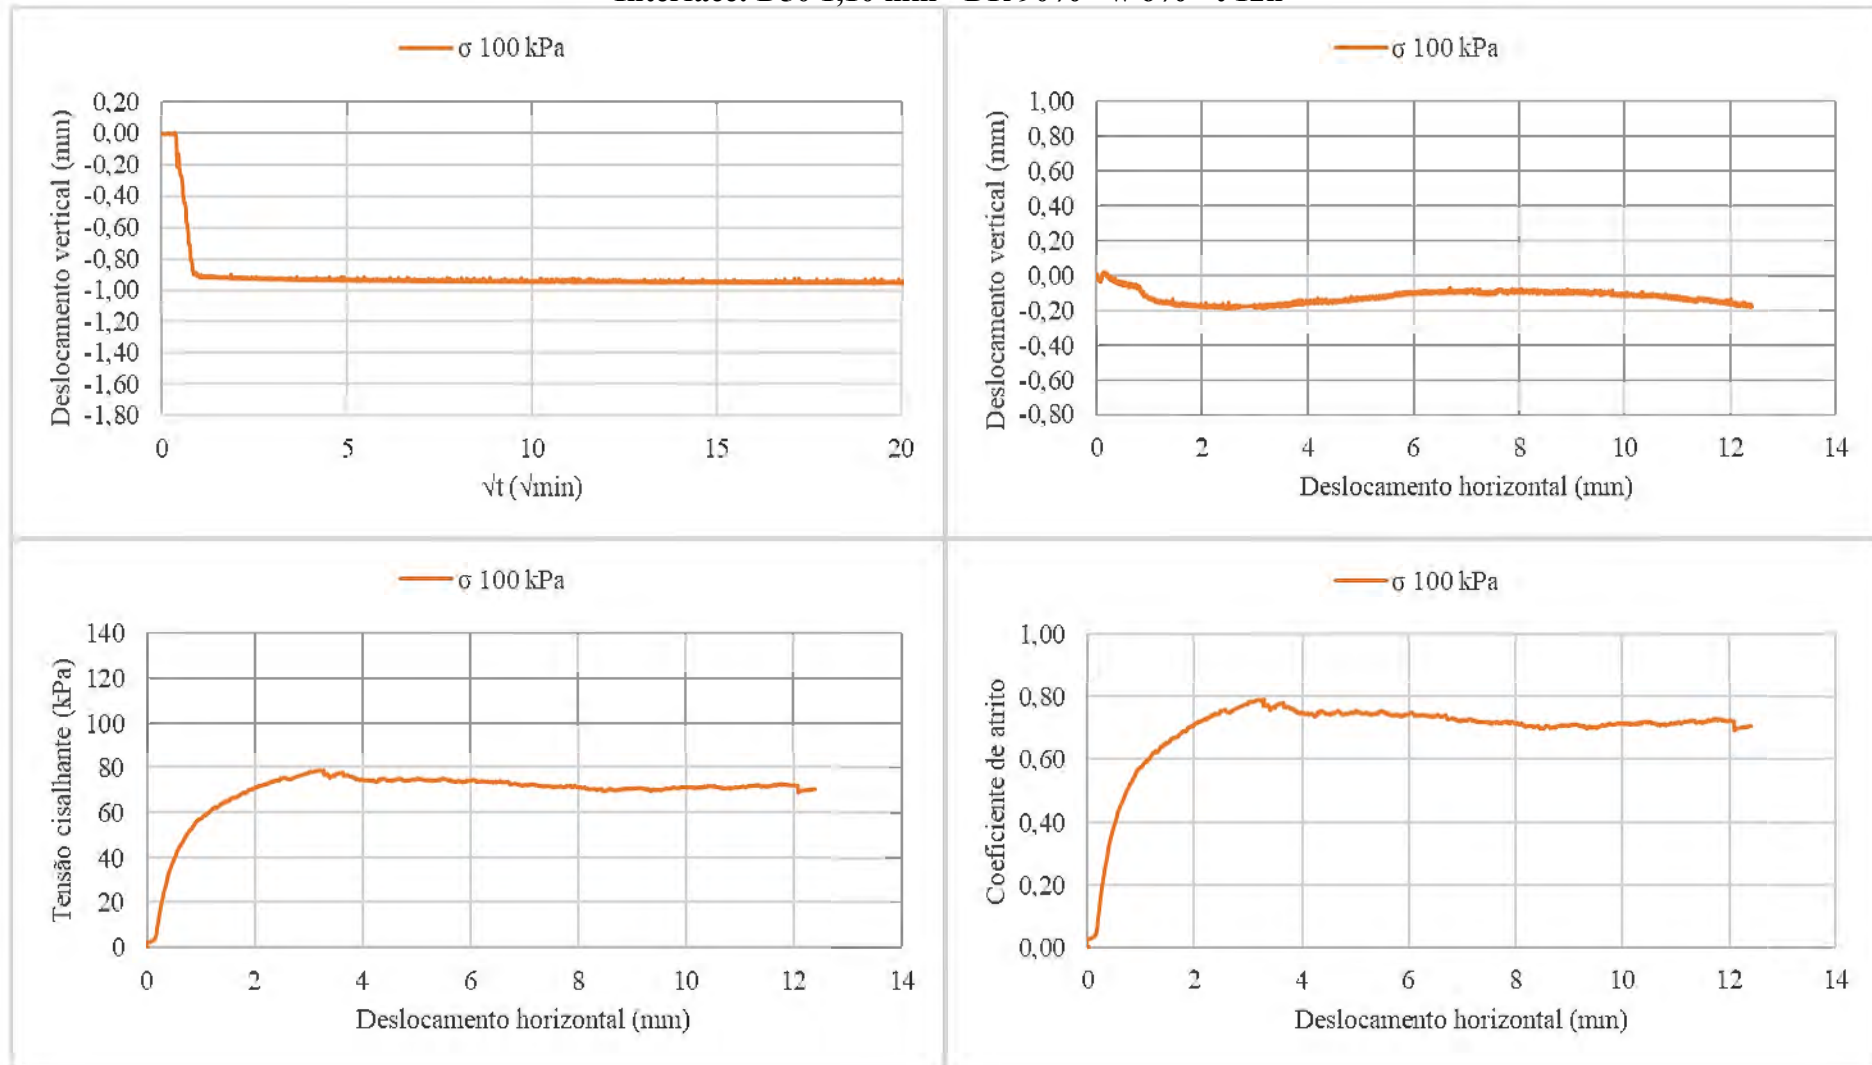 σ 100 kPa
0,20
0,00
-0,20
-0,40
-0,60
-0,80
-1,00
-1,20
-1,40
-1,60
-1,80
Deslocamento vertical (mm)
0 5 10 15 20
√t (√min)
σ 100 kPa
1,00
0,80
0,60
0,40
0,20
0,00
-0,20
-0,40
-0,60
-0,80
Deslocamento vertical (mm)
0 2 4 6 8 10 12 14
Deslocamento horizontal (mm)
σ 100 kPa
140
120
100
80
60
40
20
0
Tensão cisalhante (kPa)
0 2 4 6 8 10 12 14
Deslocamento horizontal (mm)
σ 100 kPa
1,00
0,80
0,60
0,40
0,20
0,00
Coeficiente de atrito
0 2 4 6 8 10 12 14
Deslocamento horizontal (mm)